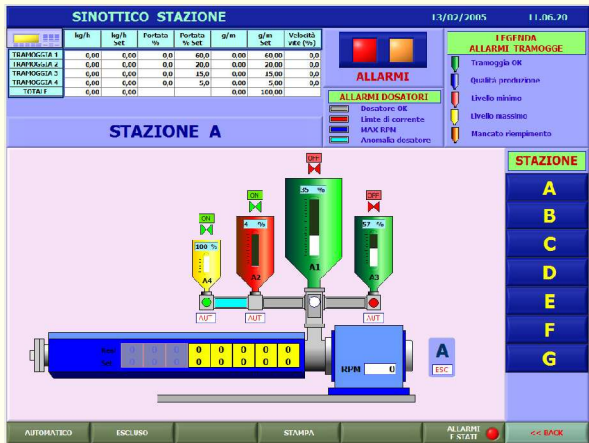 SINOTTICO STAZIONE 13/02/2005 11.06.20
kg/h kg/h Set Portata % Portata % Set g/m g/m Set Velocità vite (%)
TRAMOGGIA 1 0,00 0,00 0,0 60,0 0,00 60,00 0,0
TRAMOGGIA 2 0,00 0,00 0,0 20,0 0,00 20,00 0,0
TRAMOGGIA 3 0,00 0,00 0,0 15,0 0,00 15,00 0,0
TRAMOGGIA 4 0,00 0,00 0,0 5,0 0,00 5,00 0,0
TOTALE 0,00 0,00 0,00 100,00
ALLARMI
LEGENDA
ALLARMI TRAMOGGE
Tramoggia OK
Qualità produzione
Livello minimo
Livello massimo
Mancato riempimento
ALLARMI DOSATORI
Dosatore OK
Limte di corrente
MAX RPM
Anomalia dosatore
STAZIONE A
STAZIONE
A
B
C
D
E
F
G
OFF
ON
ON
OFF
35 %
4 %
57 %
100 %
A1
A2
A3
A4
AUT
AUT
AUT
0 0 0 0 0 0 0
Set 0 0 0 0 0 0 0
RPM 0
A
ESC
AUTOMATICO ESCLUSO STAMPA ALLARMI E STATI << BACK